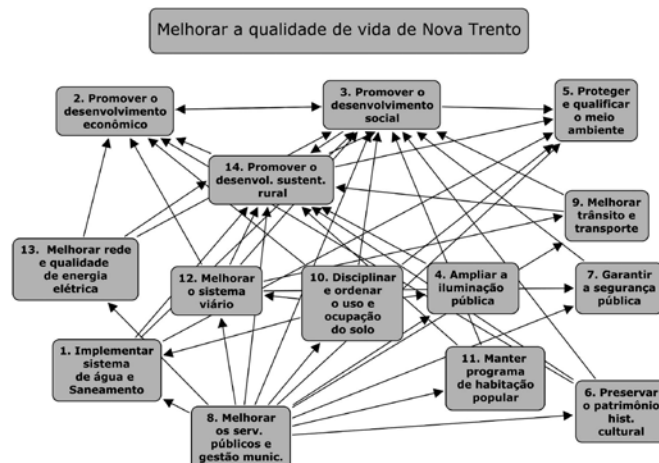 Melhorar a qualidade de vida de Nova Trento
2. Promover o
desenvolvimento
econômico
3. Promover o
desenvolvimento
social
5. Proteger
e qualificar
o meio
ambiente
14. Promover o
desenvol. sustent.
rural
9. Melhorar
trânsito e
transporte
13. Melhorar rede
e qualidade
de energia
elétrica
12. Melhorar
o sistema
viário
10. Disciplinar
e ordenar
o uso e
ocupação
do solo
4. Ampliar a
iluminação
pública
7. Garantir
a segurança
pública
1. Implementar
sistema
de água e
Saneamento
11. Manter
programa
de habitação
popular
6. Preservar
o patrimônio
hist.
cultural
8. Melhorar
os serv.
públicos e
gestão munic.